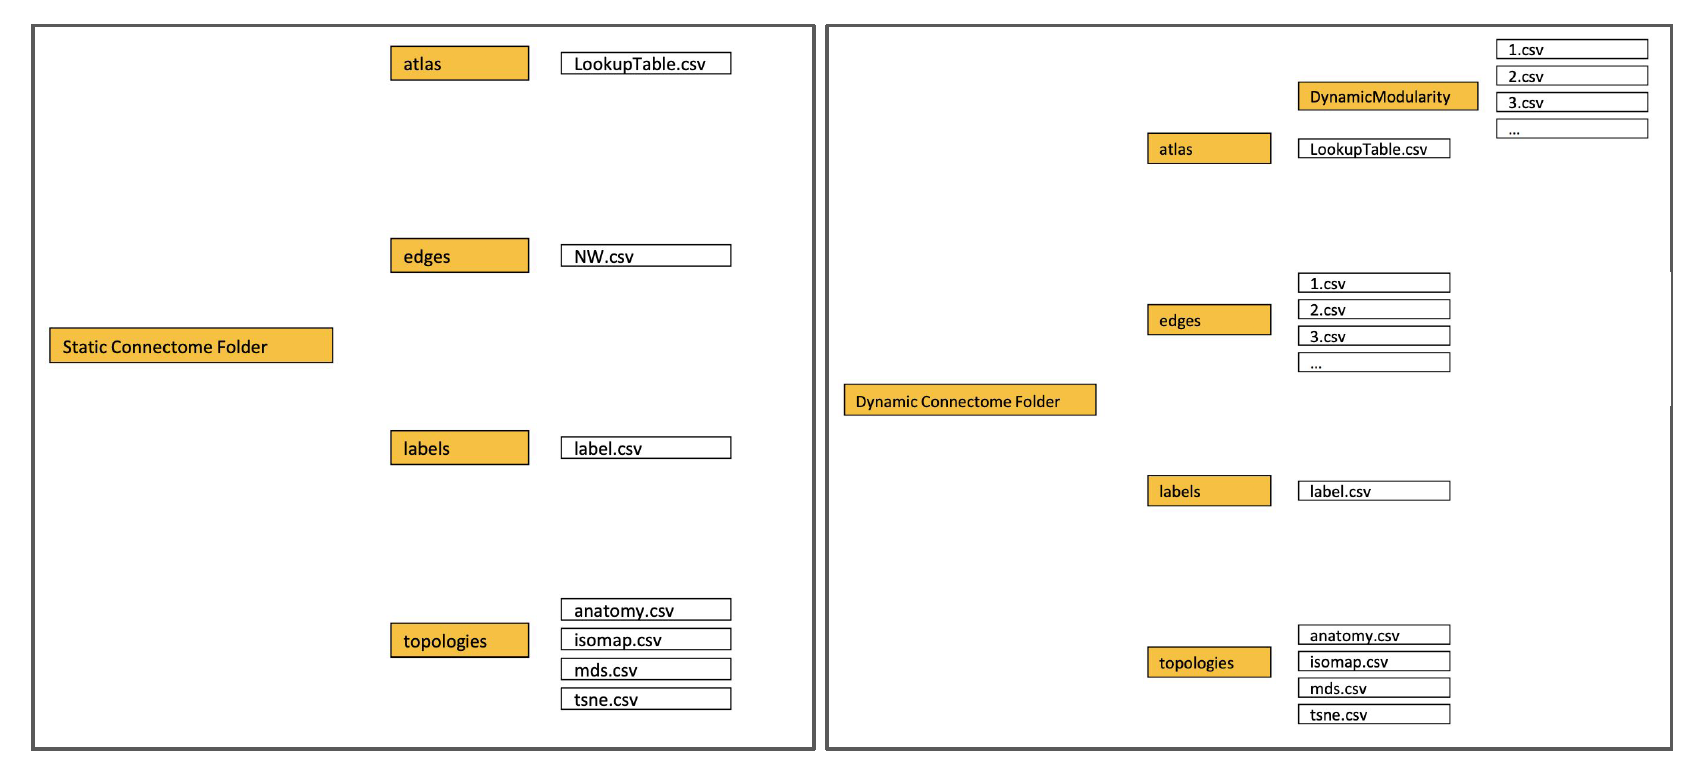 atlas
LookupTable.csv
edges
NW.csv
Static Connectome Folder
labels
label.csv
topologies
anatomy.csv
isomap.csv
mds.csv
tsne.csv
1.csv
2.csv
3.csv
...
DynamicModularity
atlas
LookupTable.csv
edges
1.csv
2.csv
3.csv
...
Dynamic Connectome Folder
labels
label.csv
topologies
anatomy.csv
isomap.csv
mds.csv
tsne.csv